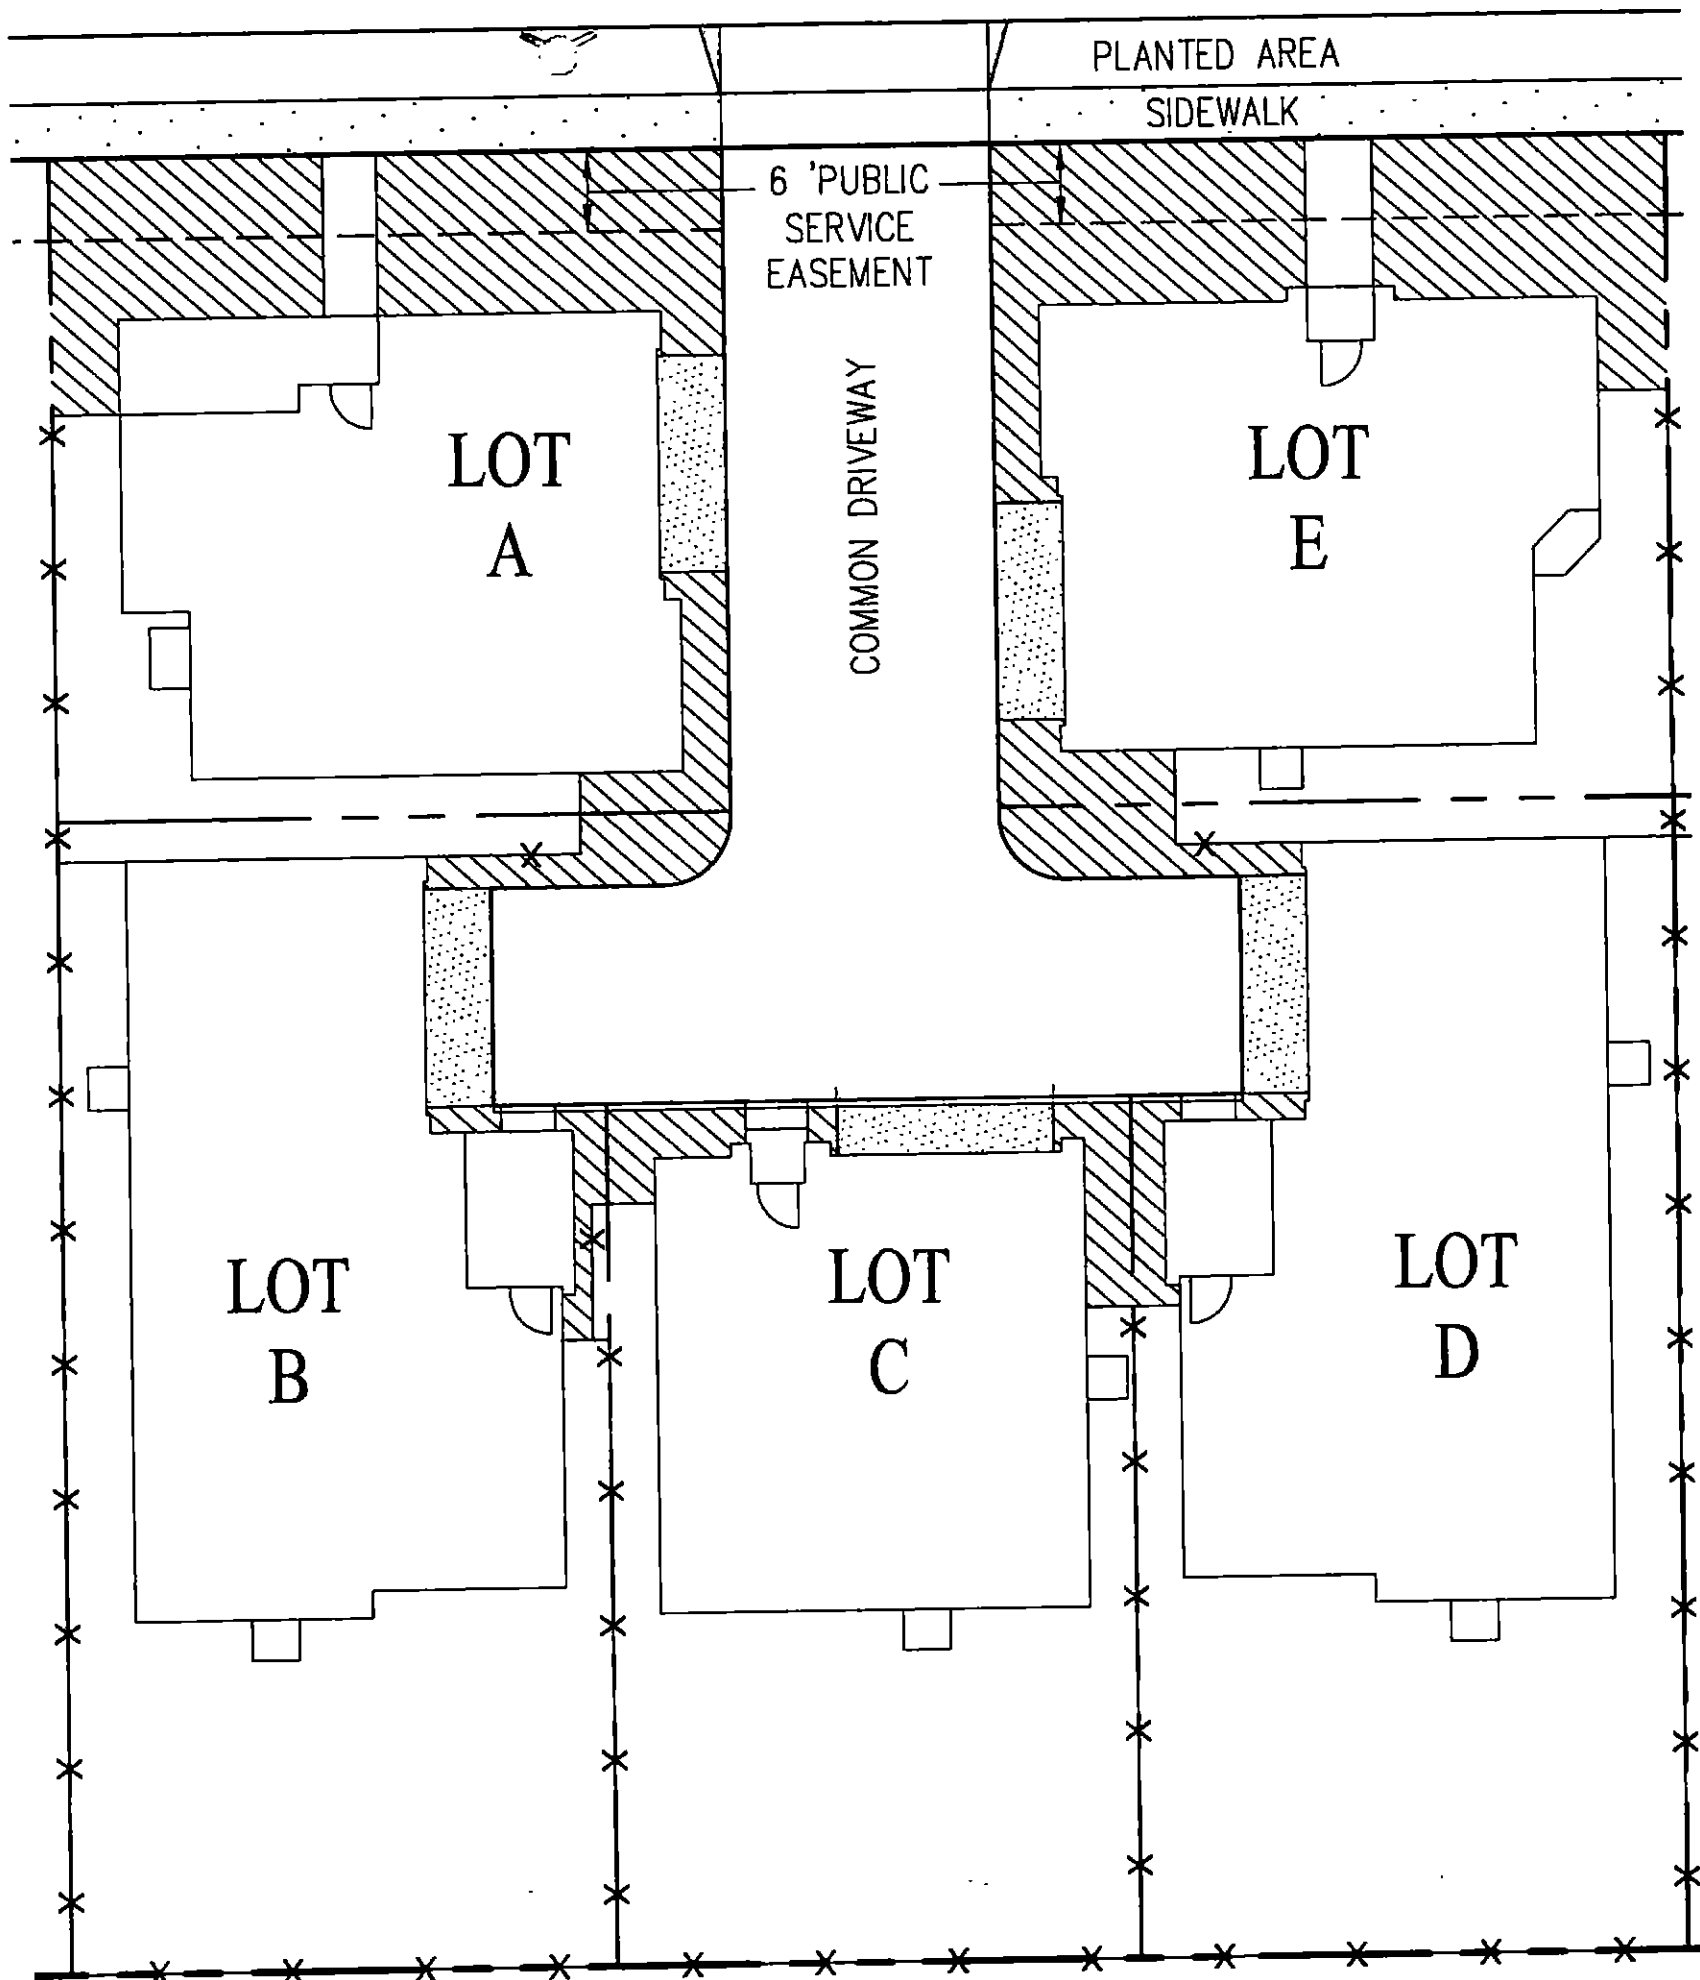 PLANTED AREA
SIDEWALK
6 'PUBLIC
SERVICE
EASEMENT
COMMON DRIVEWAY
LOT
A
LOT
E
LOT
B
LOT
C
LOT
D